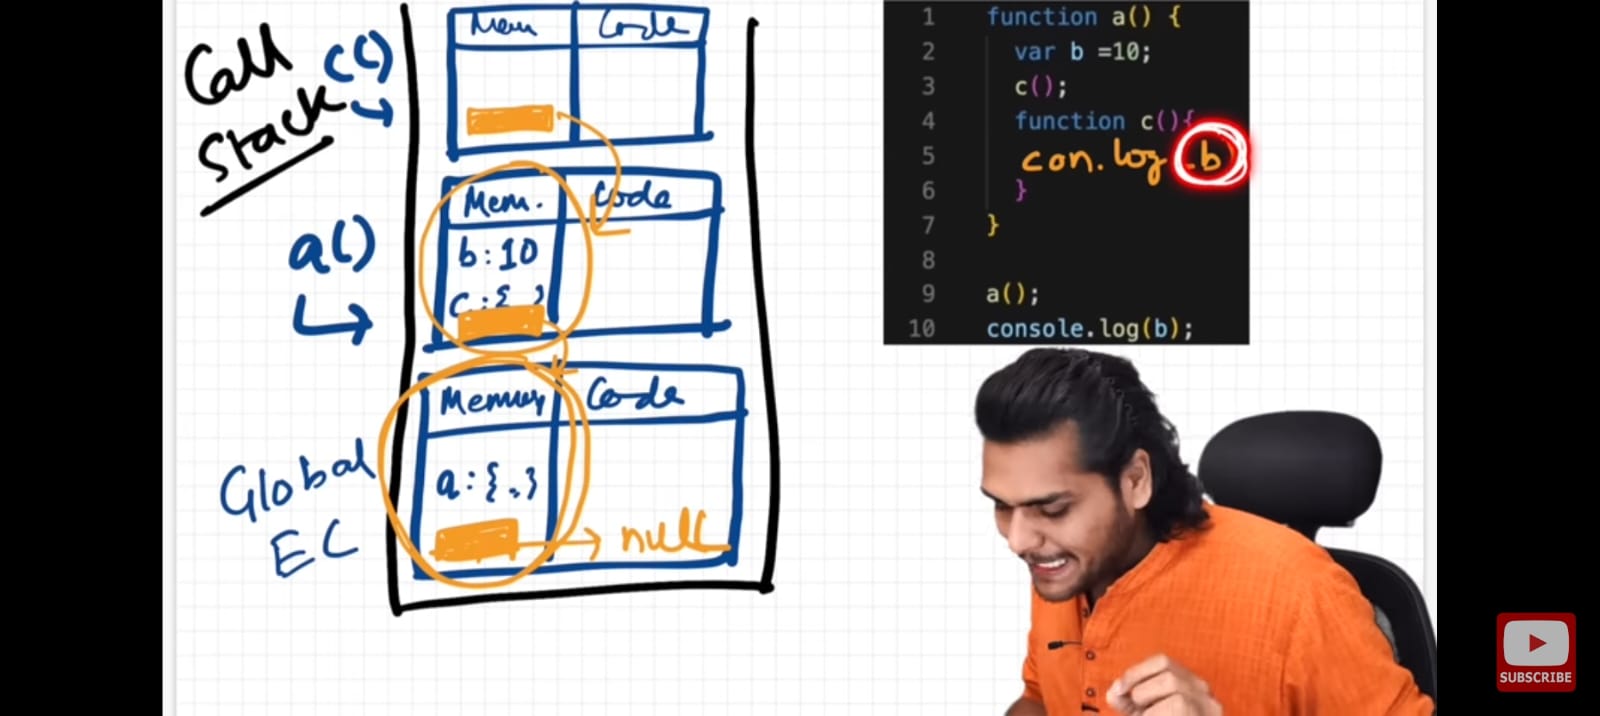 Call
Stack
c()
Mem Code
a()
Mem. Code
b:10
c:{ }
Global
EC
Memory Code
a:{.}
null
1 function a() {
2 var b =10;
3 c();
4 function c(){
5 con.log .b
6 }
7 }
8
9 a();
10 console.log(b);
SUBSCRIBE